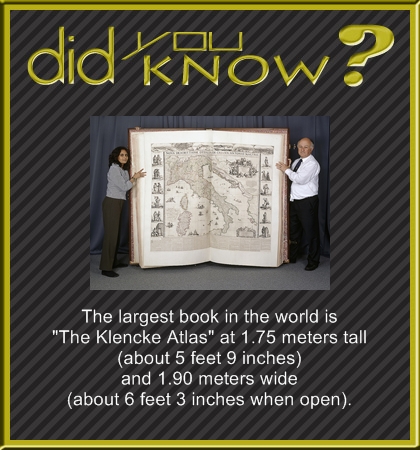 did YOU KNOW?
The largest book in the world is
"The Klencke Atlas" at 1.75 meters tall
(about 5 feet 9 inches)
and 1.90 meters wide
(about 6 feet 3 inches when open).